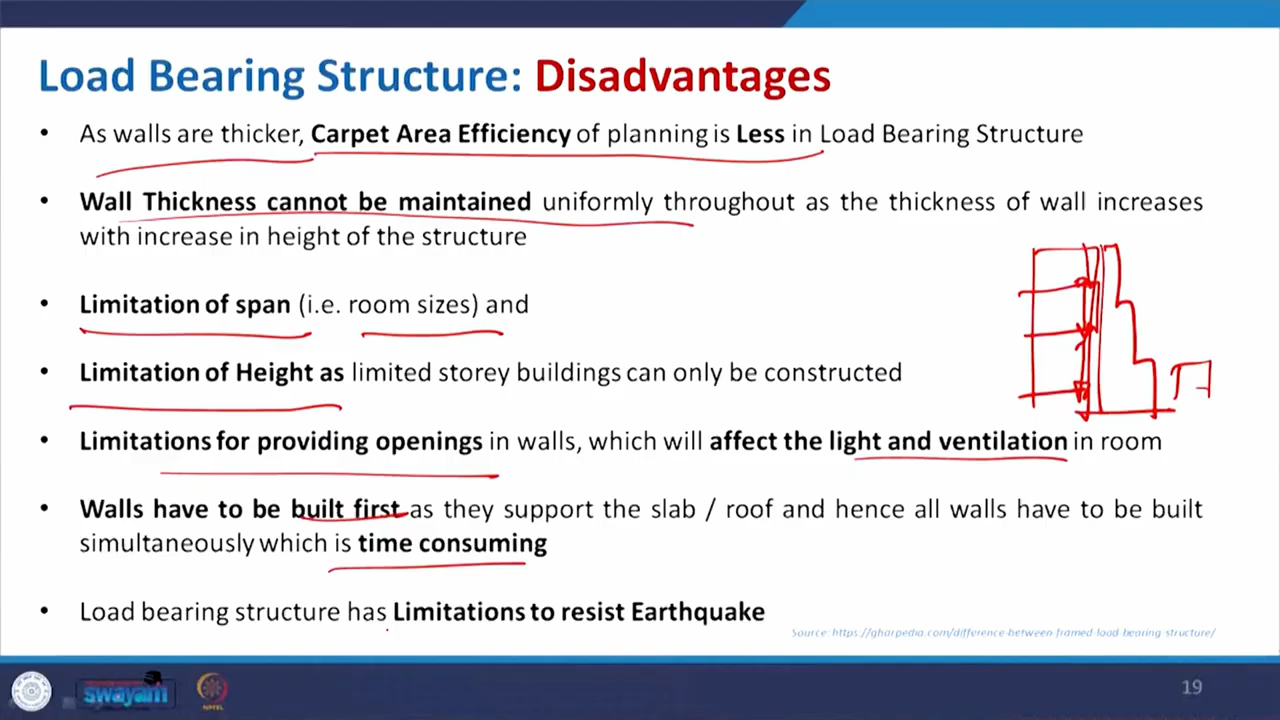 Load Bearing Structure: Disadvantages
• As walls are thicker, Carpet Area Efficiency of planning is Less in Load Bearing Structure
• Wall Thickness cannot be maintained uniformly throughout as the thickness of wall increases
with increase in height of the structure
• Limitation of span (i.e. room sizes) and
• Limitation of Height as limited storey buildings can only be constructed
• Limitations for providing openings in walls, which will affect the light and ventilation in room
• Walls have to be built first as they support the slab / roof and hence all walls have to be built
simultaneously which is time consuming
• Load bearing structure has Limitations to resist Earthquake
Source: https://gharpedia.com/difference-between-framed-load-bearing-structure/
swayam
NPTEL
19